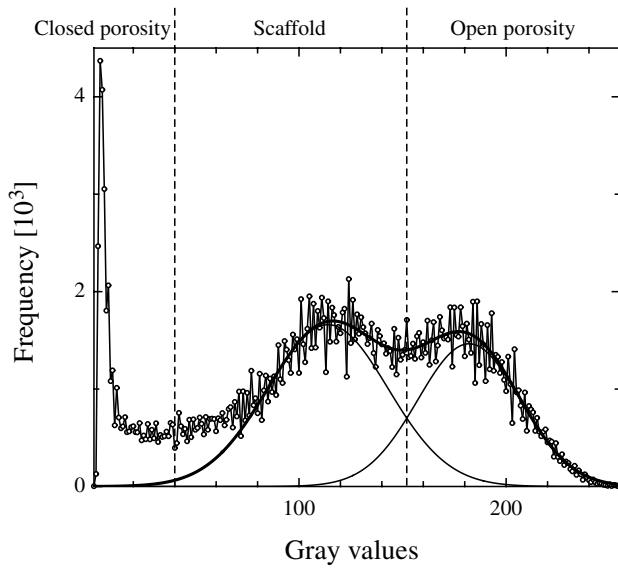 Closed porosity Scaffold Open porosity
4
2
0
Frequency [10³]
100 200
Gray values